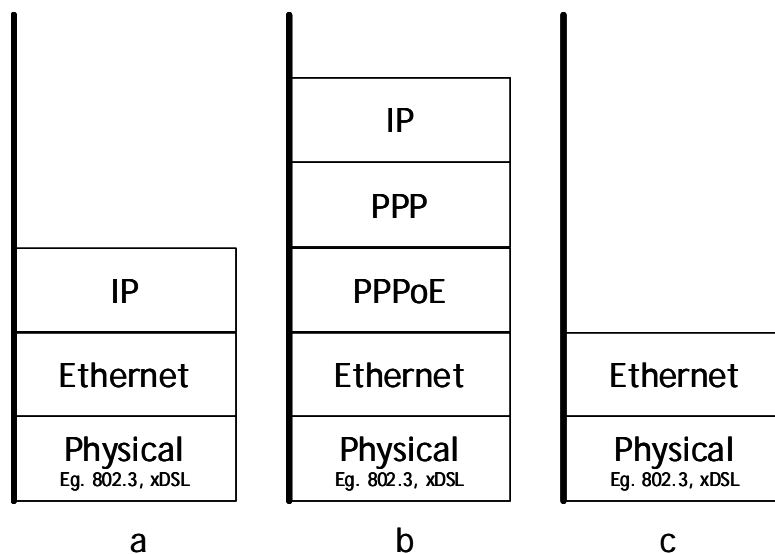 IP
Ethernet
Physical
Eg. 802.3, xDSL
a
IP
PPP
PPPoE
Ethernet
Physical
Eg. 802.3, xDSL
b
Ethernet
Physical
Eg. 802.3, xDSL
c